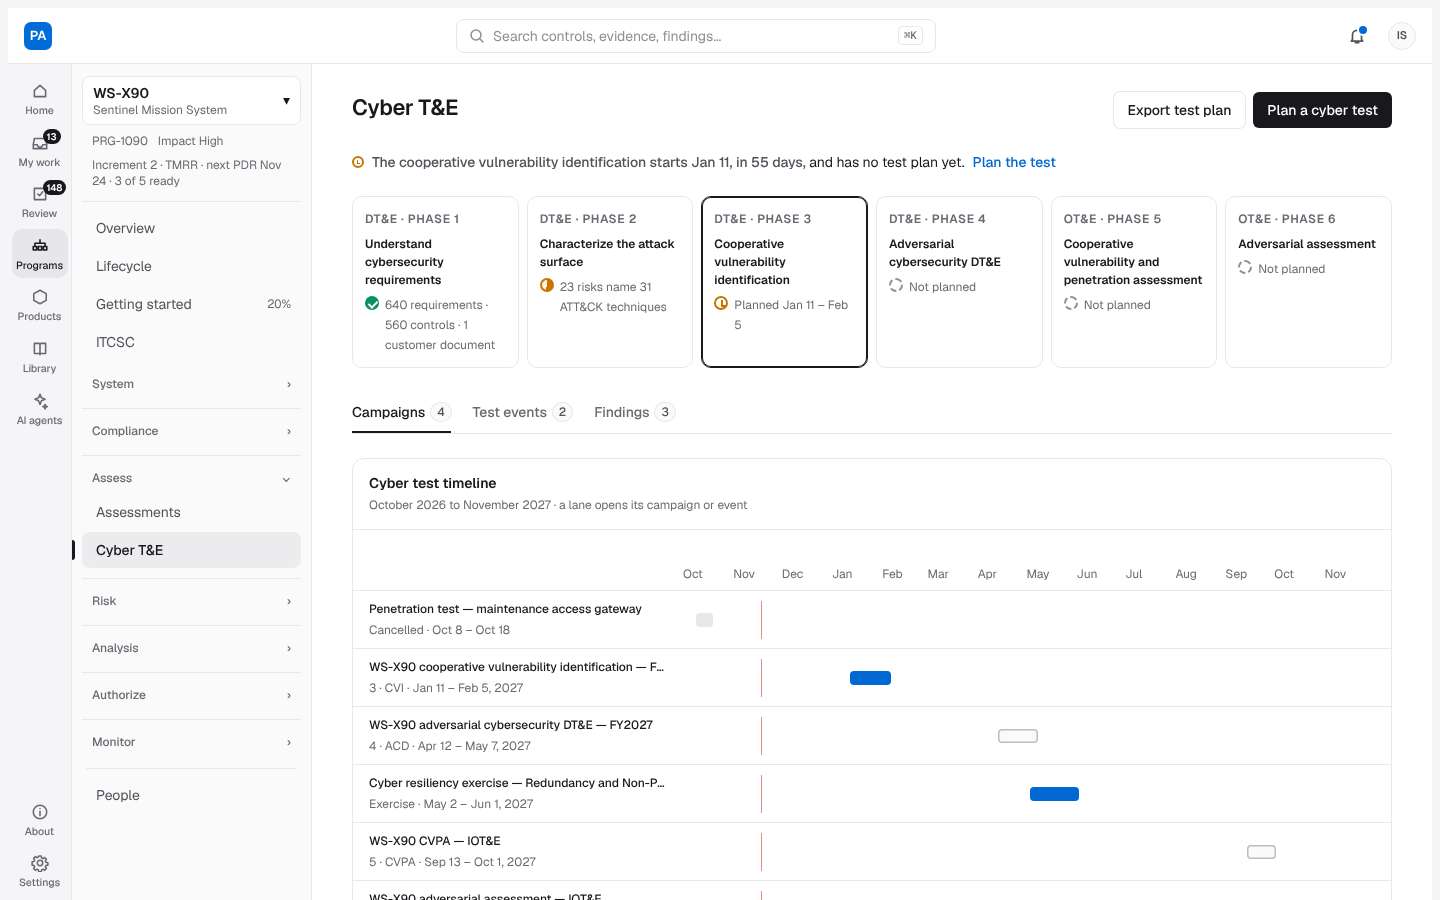 PA
Search controls, evidence, findings...
⌘K
IS
Home
13
My work
148
Review
Programs
Products
Library
AI agents
About
Settings
WS-X90
Sentinel Mission System
PRG-1090 Impact High
Increment 2 · TMRR · next PDR Nov
24 · 3 of 5 ready
Overview
Lifecycle
Getting started 20%
ITCSC
System
Compliance
Assess
Assessments
Cyber T&E
Risk
Analysis
Authorize
Monitor
People
Cyber T&E
Export test plan
Plan a cyber test
The cooperative vulnerability identification starts Jan 11, in 55 days, and has no test plan yet. Plan the test
DT&E · PHASE 1
Understand
cybersecurity
requirements
640 requirements ·
560 controls · 1
customer document
DT&E · PHASE 2
Characterize the attack
surface
23 risks name 31
ATT&CK techniques
DT&E · PHASE 3
Cooperative
vulnerability
identification
Planned Jan 11 – Feb
5
DT&E · PHASE 4
Adversarial
cybersecurity DT&E
Not planned
OT&E · PHASE 5
Cooperative
vulnerability and
penetration assessment
Not planned
OT&E · PHASE 6
Adversarial assessment
Not planned
Campaigns 4
Test events 2
Findings 3
Cyber test timeline
October 2026 to November 2027 · a lane opens its campaign or event
Oct Nov Dec Jan Feb Mar Apr May Jun Jul Aug Sep Oct Nov
Penetration test — maintenance access gateway
Cancelled · Oct 8 – Oct 18
WS-X90 cooperative vulnerability identification — F...
3 · CVI · Jan 11 – Feb 5, 2027
WS-X90 adversarial cybersecurity DT&E — FY2027
4 · ACD · Apr 12 – May 7, 2027
Cyber resiliency exercise — Redundancy and Non-P...
Exercise · May 2 – Jun 1, 2027
WS-X90 CVPA — IOT&E
5 · CVPA · Sep 13 – Oct 1, 2027
WS-X90 adversarial assessment — IOT&E